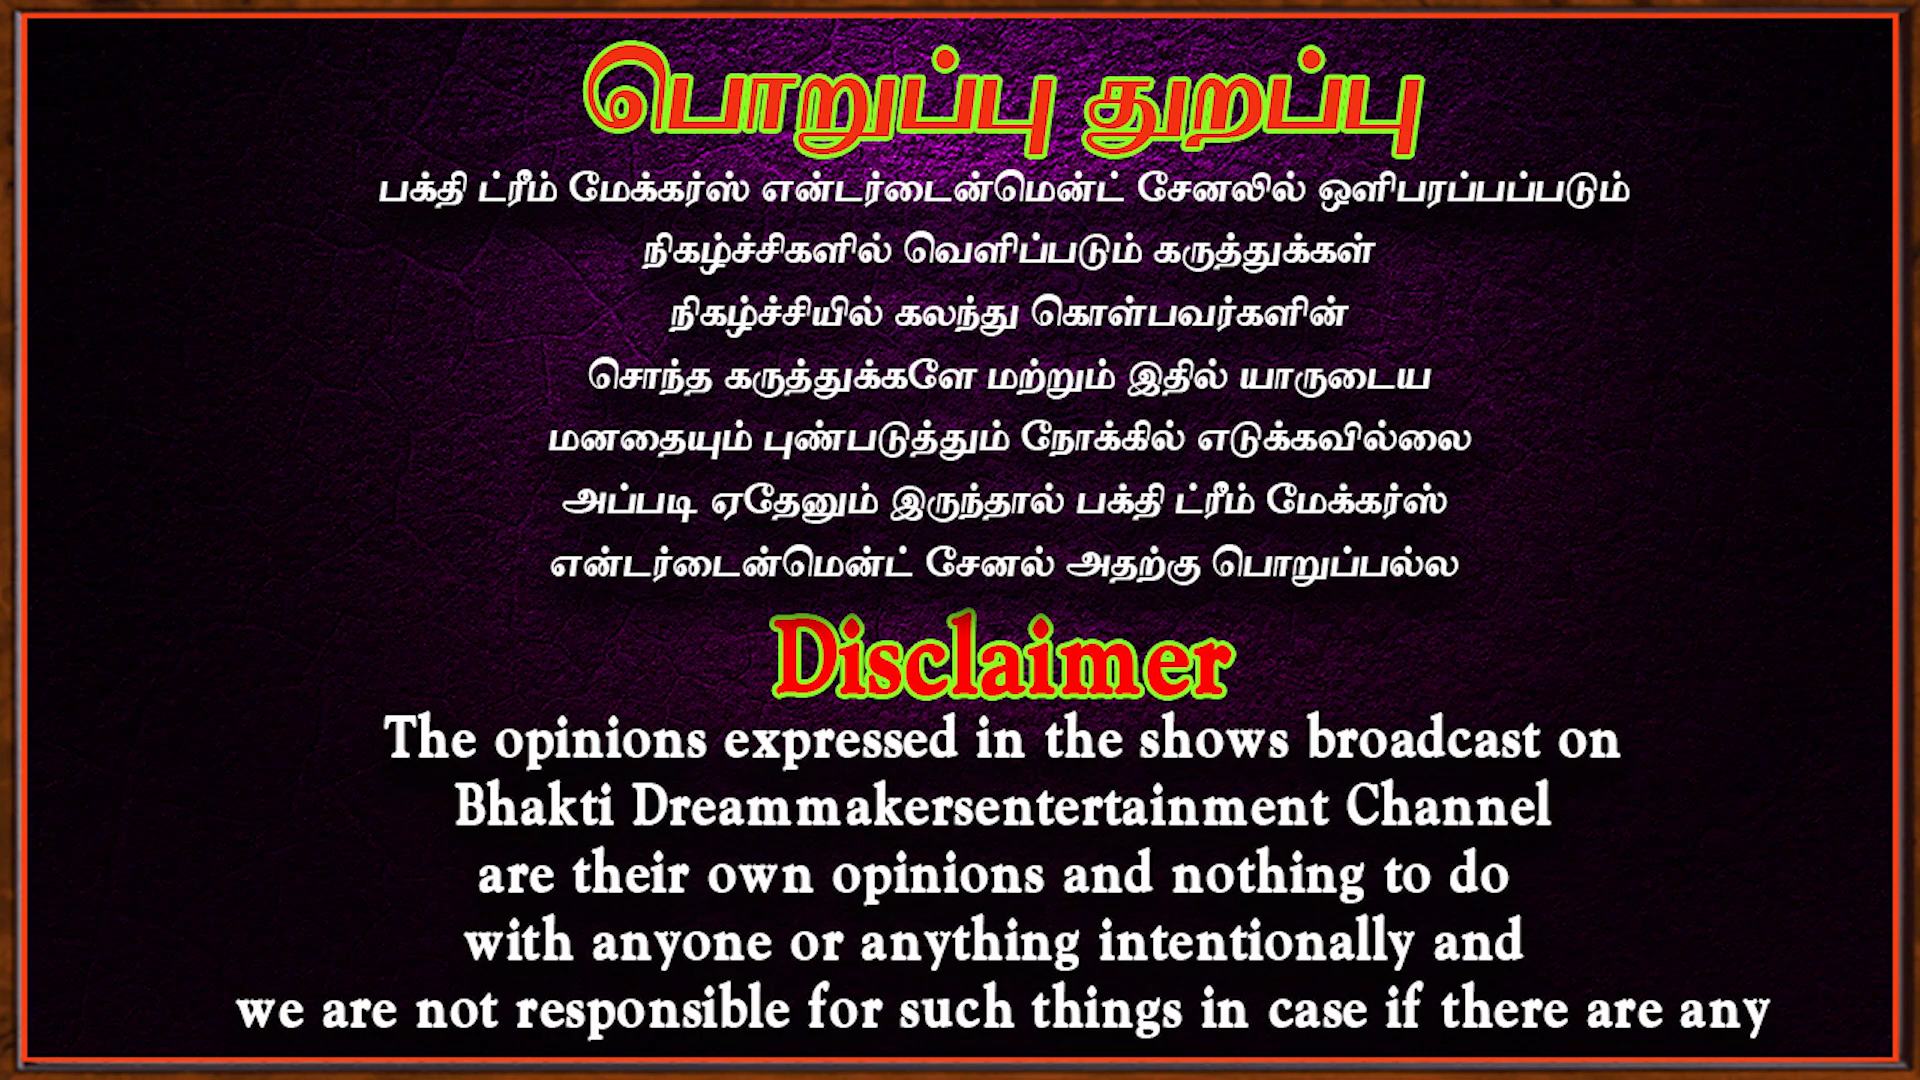 பொறுப்பு துறப்பு
பக்தி ட்ரீம் மேக்கர்ஸ் என்டர்டைன்மென்ட் சேனலில் ஒளிபரப்பப்படும்
நிகழ்ச்சிகளில் வெளிப்படும் கருத்துக்கள்
நிகழ்ச்சியில் கலந்து கொள்பவர்களின்
சொந்த கருத்துக்களே மற்றும் இதில் யாருடைய
மனதையும் புண்படுத்தும் நோக்கில் எடுக்கவில்லை
அப்படி ஏதேனும் இருந்தால் பக்தி ட்ரீம் மேக்கர்ஸ்
என்டர்டைன்மென்ட் சேனல் அதற்கு பொறுப்பல்ல
Disclaimer
The opinions expressed in the shows broadcast on
Bhakti Dreammakersentertainment Channel
are their own opinions and nothing to do
with anyone or anything intentionally and
we are not responsible for such things in case if there are any